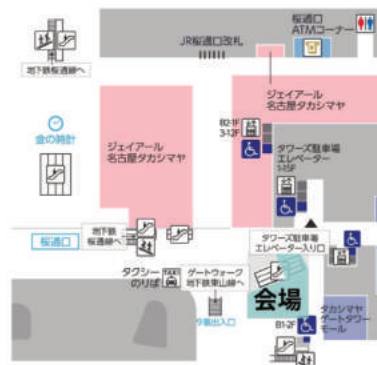 桜通口
ATMコーナー
JR桜通口改札
地下鉄桜通線へ
ジェイアール
名古屋タカシマヤ
金の時計
ジェイアール
名古屋タカシマヤ
B2-1F
3-12F
タワーズ駐車場
エレベーター
1-15F
地下鉄
桜通線へ
桜通口
タワーズ駐車場
エレベーター入り口
タクシー
のりば
TAXI
ゲートウォーク
地下鉄東山線へ
会場
タカシマヤ
ゲートタワー
モール
B1-2F